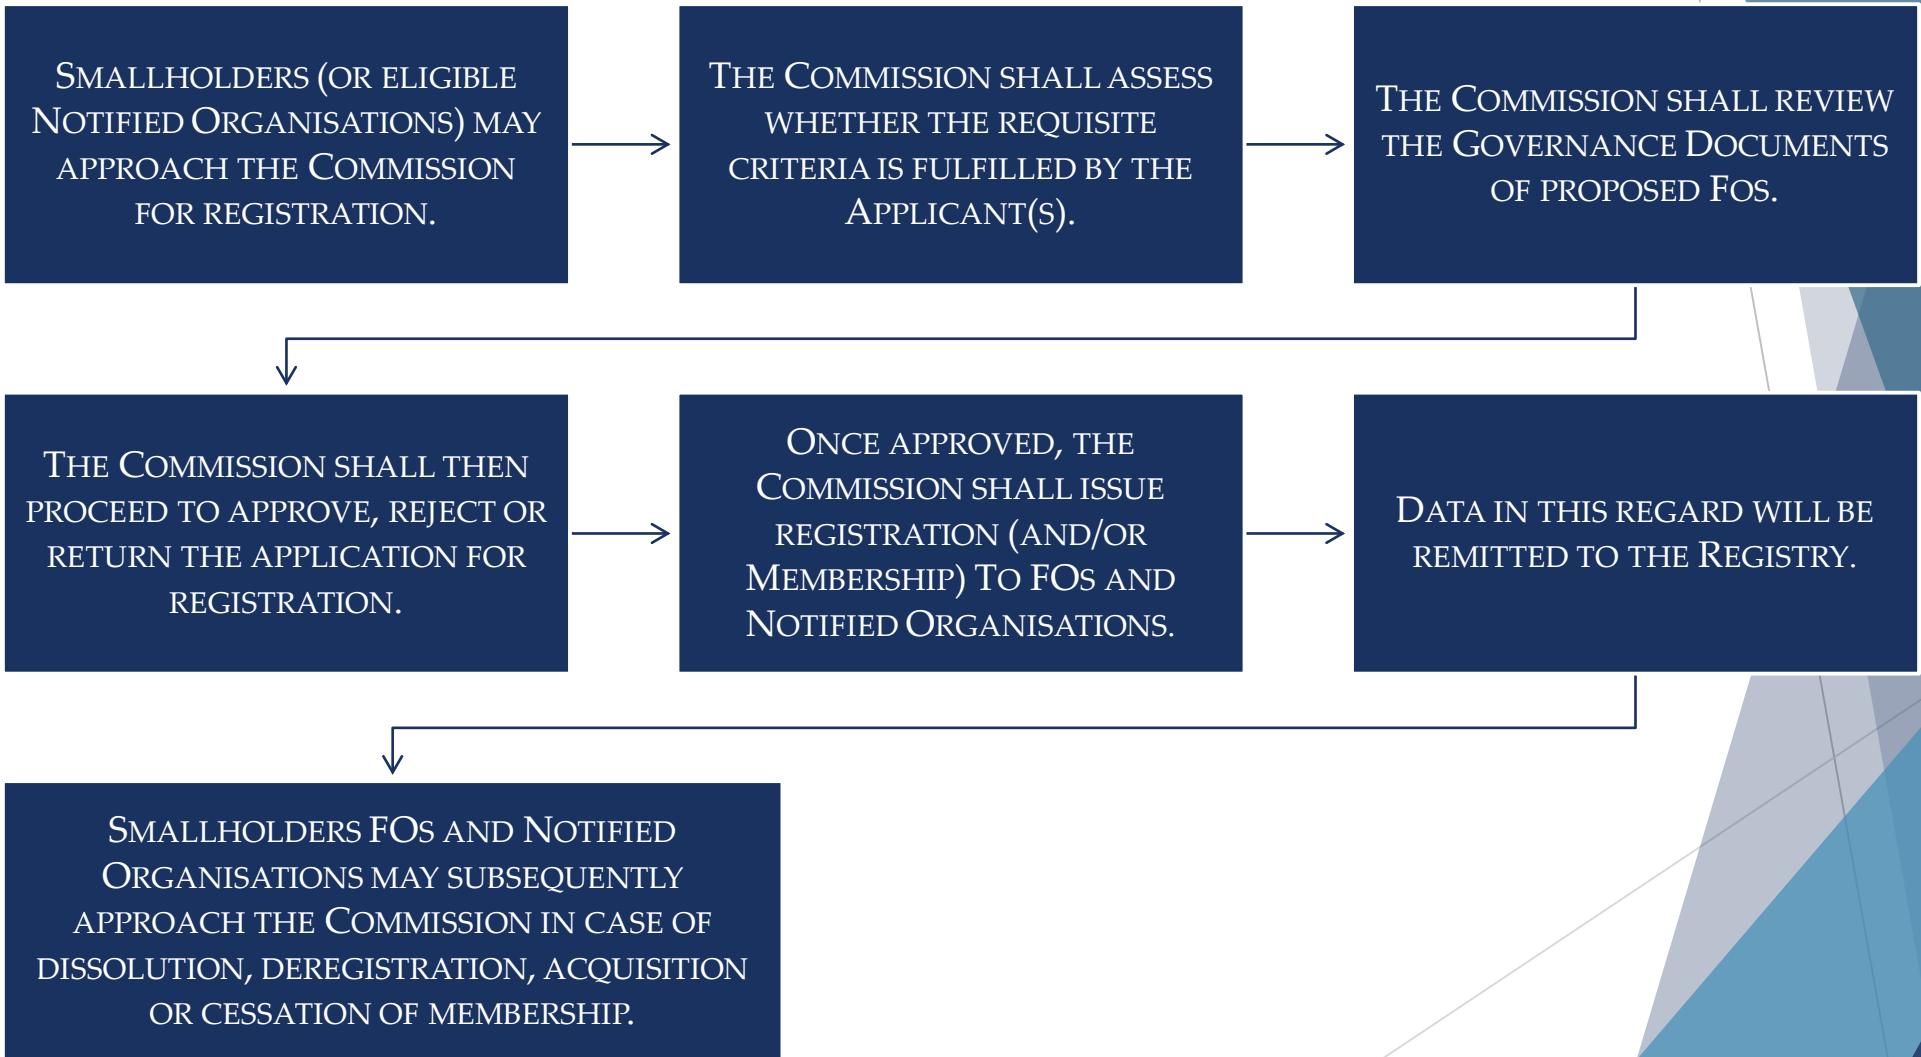 Smallholders (or eligible
Notified Organisations) may
approach the Commission
for registration.
The Commission shall assess
whether the requisite
criteria is fulfilled by the
Applicant(s).
The Commission shall review
the Governance Documents
of proposed Fos.
The Commission shall then
proceed to approve, reject or
return the application for
registration.
Once approved, the
Commission shall issue
registration (and/or
Membership) To FOs and
Notified Organisations.
Data in this regard will be
remitted to the Registry.
Smallholders FOs and Notified
Organisations may subsequently
approach the Commission in case of
dissolution, deregistration, acquisition
or cessation of membership.